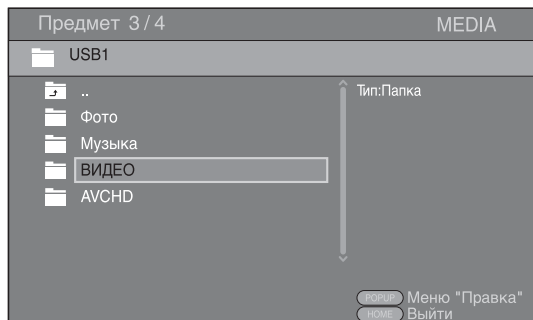 Предмет 3/4 MEDIA
USB1
..
Тип:Папка
Фото
Музыка
ВИДЕО
AVCHD
POPUP Меню "Правка"
HOME Выйти